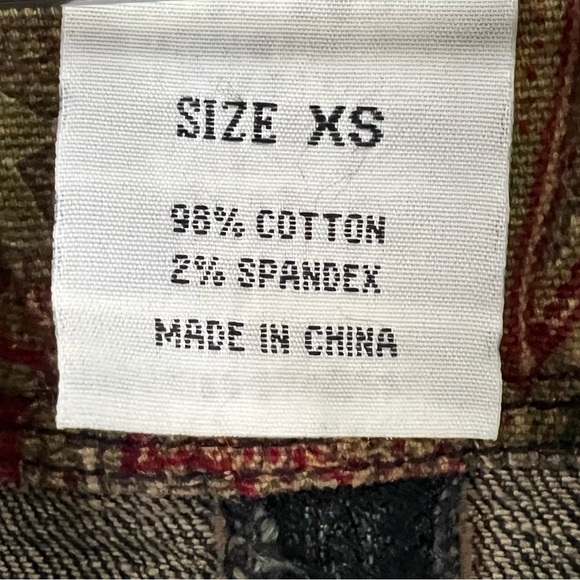 SIZE XS
98% COTTON
2% SPANDEX
MADE IN CHINA